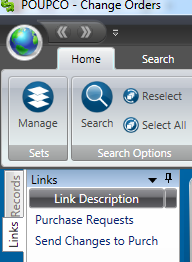 POUPCO - Change Orders
Home Search
Manage Search Reselect
Select All
Sets Search Options
Links
Records
Links
Link Description
Purchase Requests
Send Changes to Purch